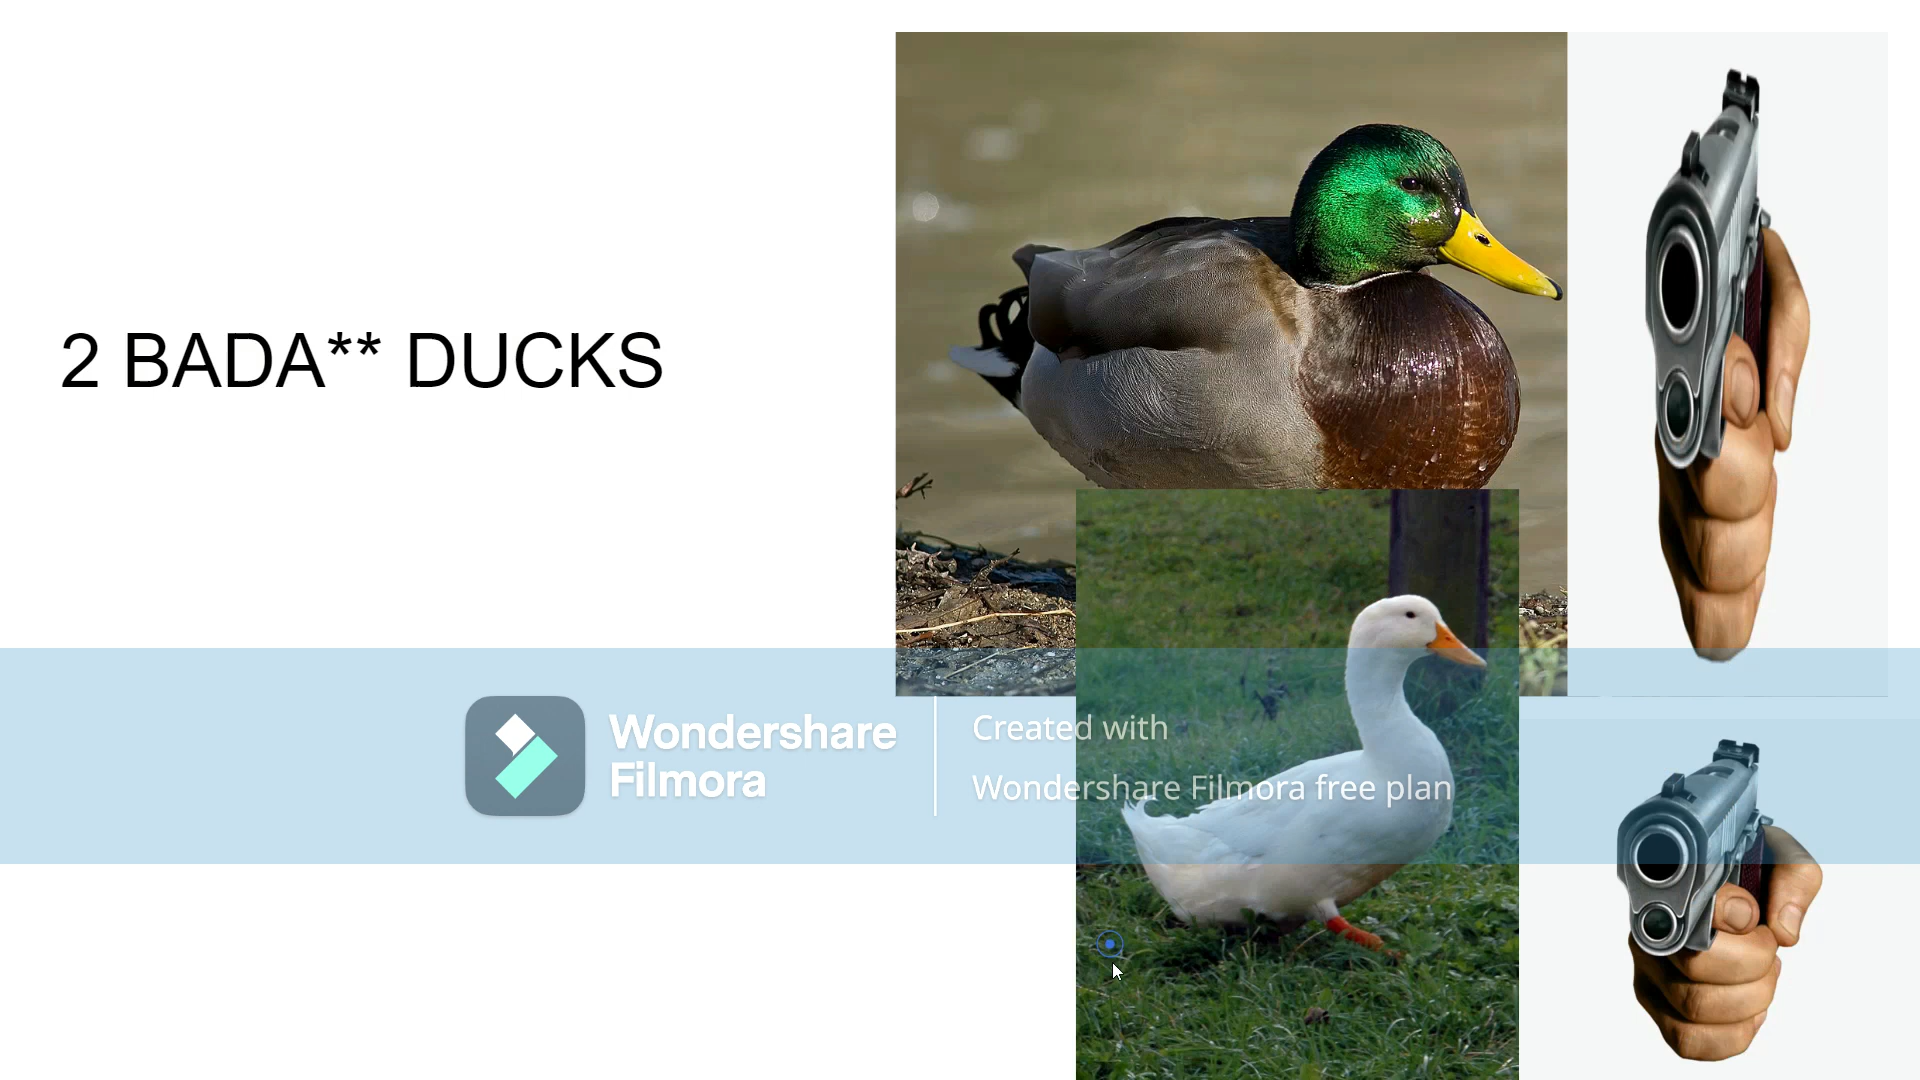 2 BADA** DUCKS
Wondershare
Filmora
Created with
Wondershare Filmora free plan